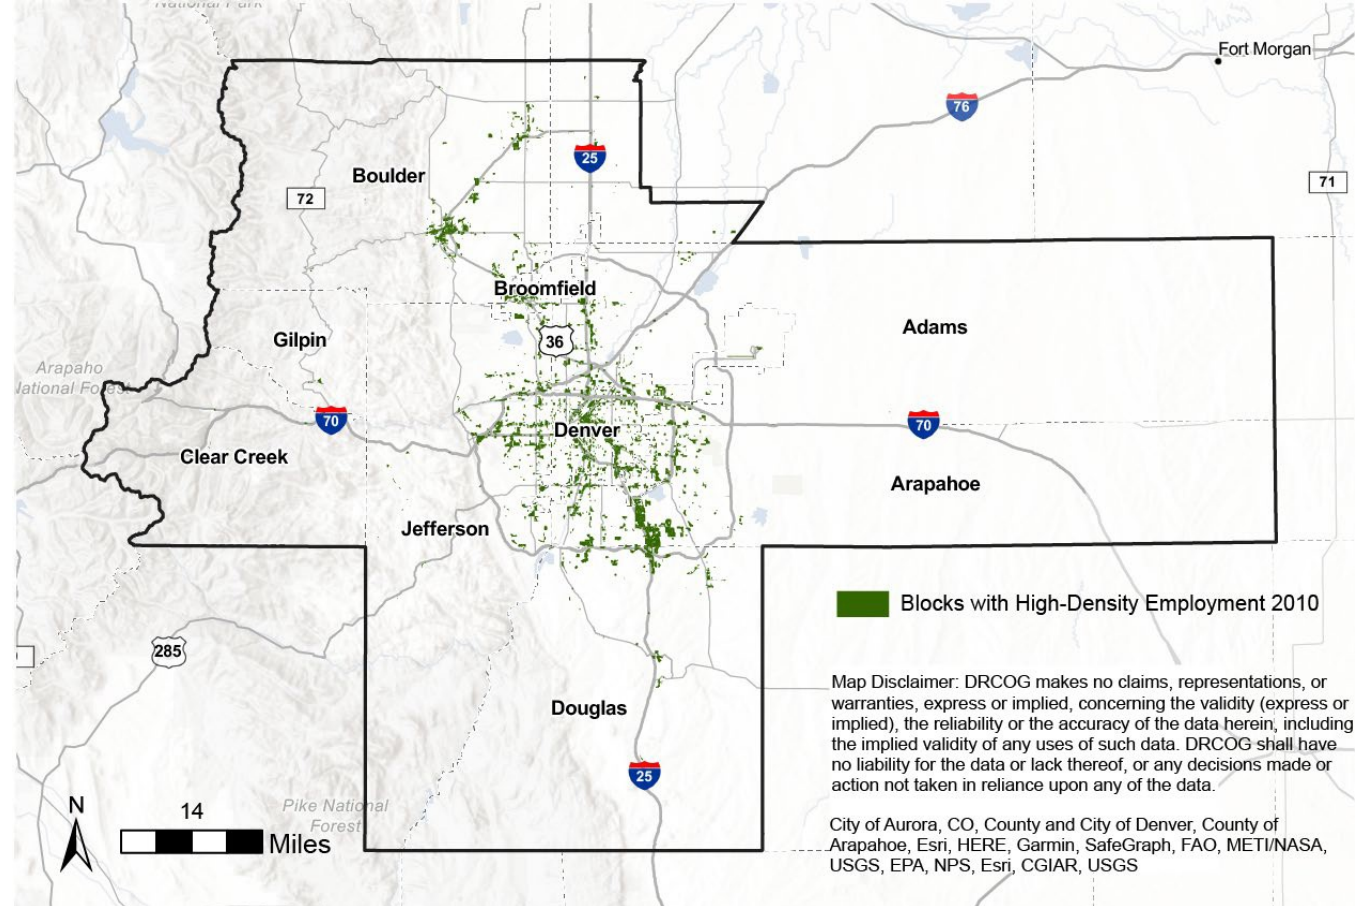 National Park
Fort Morgan
76
25
Boulder
71
72
Broomfield
Adams
36
Gilpin
Arapaho
National Forest
70
70
Denver
Clear Creek
Arapahoe
Jefferson
Blocks with High-Density Employment 2010
285
Map Disclaimer: DRCOG makes no claims, representations, or
warranties, express or implied, concerning the validity (express or
implied), the reliability or the accuracy of the data herein, including
the implied validity of any uses of such data. DRCOG shall have
no liability for the data or lack thereof, or any decisions made or
action not taken in reliance upon any of the data.
Douglas
25
N
14
Miles
Pike National
Forest
City of Aurora, CO, County and City of Denver, County of
Arapahoe, Esri, HERE, Garmin, SafeGraph, FAO, METI/NASA,
USGS, EPA, NPS, Esri, CGIAR, USGS